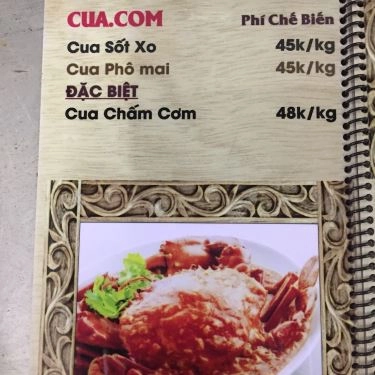 CUA.COM Phí Chế Biến
Cua Sốt Xo 45k/kg
Cua Phô mai 45k/kg
ĐẶC BIỆT
Cua Chấm Cơm 48k/kg